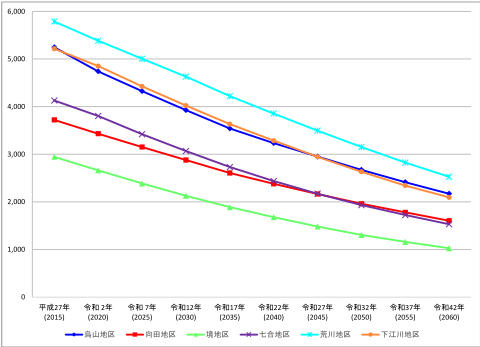 6,000
5,000
4,000
3,000
2,000
1,000
0
平成27年 令和 2年 令和 7年 令和12年 令和17年 令和22年 令和27年 令和32年 令和37年 令和42年
(2015) (2020) (2025) (2030) (2035) (2040) (2045) (2050) (2055) (2060)
烏山地区 向田地区 境地区 七合地区 荒川地区 下江川地区